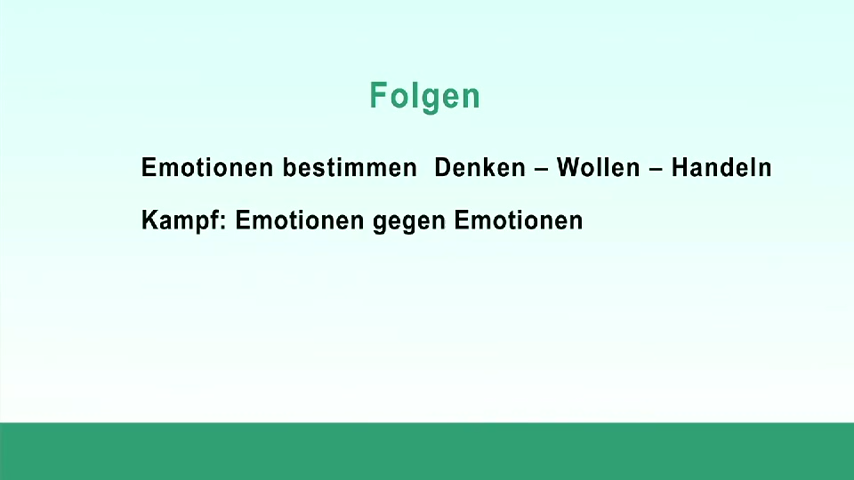 Folgen
Emotionen bestimmen  Denken – Wollen – Handeln
Kampf: Emotionen gegen Emotionen